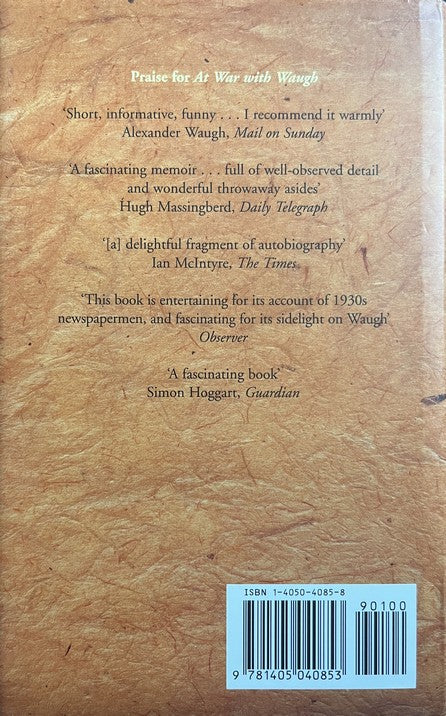 Praise for At War with Waugh
‘Short, informative, funny . . . I recommend it warmly’
Alexander Waugh, Mail on Sunday
‘A fascinating memoir . . . full of well-observed detail
and wonderful throwaway asides’
Hugh Massingberd, Daily Telegraph
‘[a] delightful fragment of autobiography’
Ian McIntyre, The Times
‘This book is entertaining for its account of 1930s
newspapermen, and fascinating for its sidelight on Waugh’
Observer
‘A fascinating book’
Simon Hoggart, Guardian
ISBN 1-4050-4085-8
90100
9 781405 040853